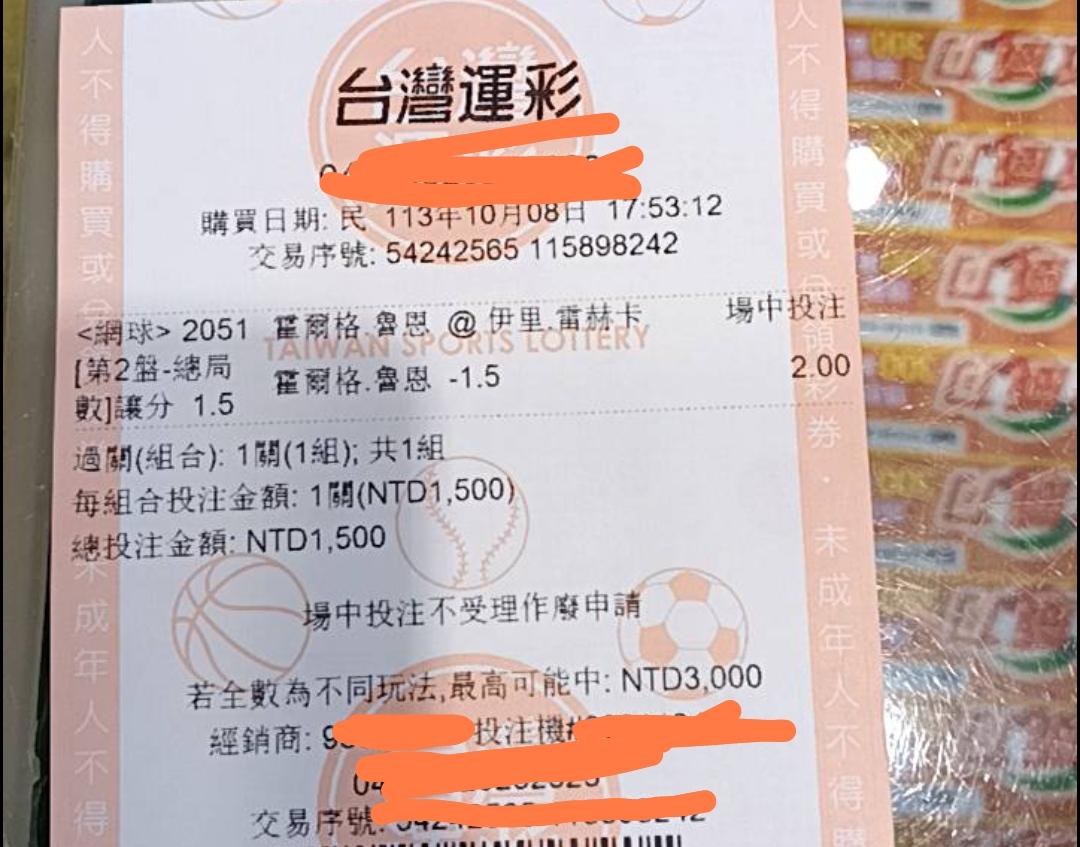 台灣運彩
購買日期: 民 113年10月08日 17:53:12
交易序號: 54242565 115898242
<網球> 2051 霍爾格.魯恩 @ 伊里.雷赫卡 場中投注
TAIWAN SPORTS LOTTERY
[第2盤-總局 霍爾格.魯恩 -1.5 2.00
數]讓分 1.5
過關(組合): 1關(1組); 共1組
每組合投注金額: 1關(NTD1,500)
總投注金額: NTD1,500
場中投注不受理作廢申請
若全數為不同玩法,最高可能中: NTD3,000
經銷商: 投注機
交易序號:
人不得購買或
未成年人不得
人不得購買或合領彩券.未成年人不得購